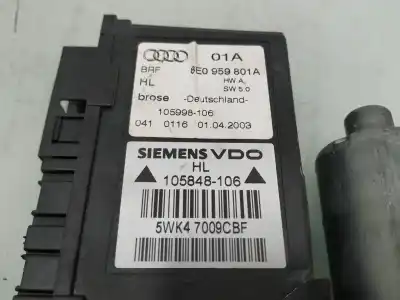 01A
BRF 8E0 959 801A
HL HW A
SW 5.0
brose -Deutschland-
105998-106
041 0116 01.04.2003
SIEMENS VDO
HL
105848-106
5WK4 7009CBF